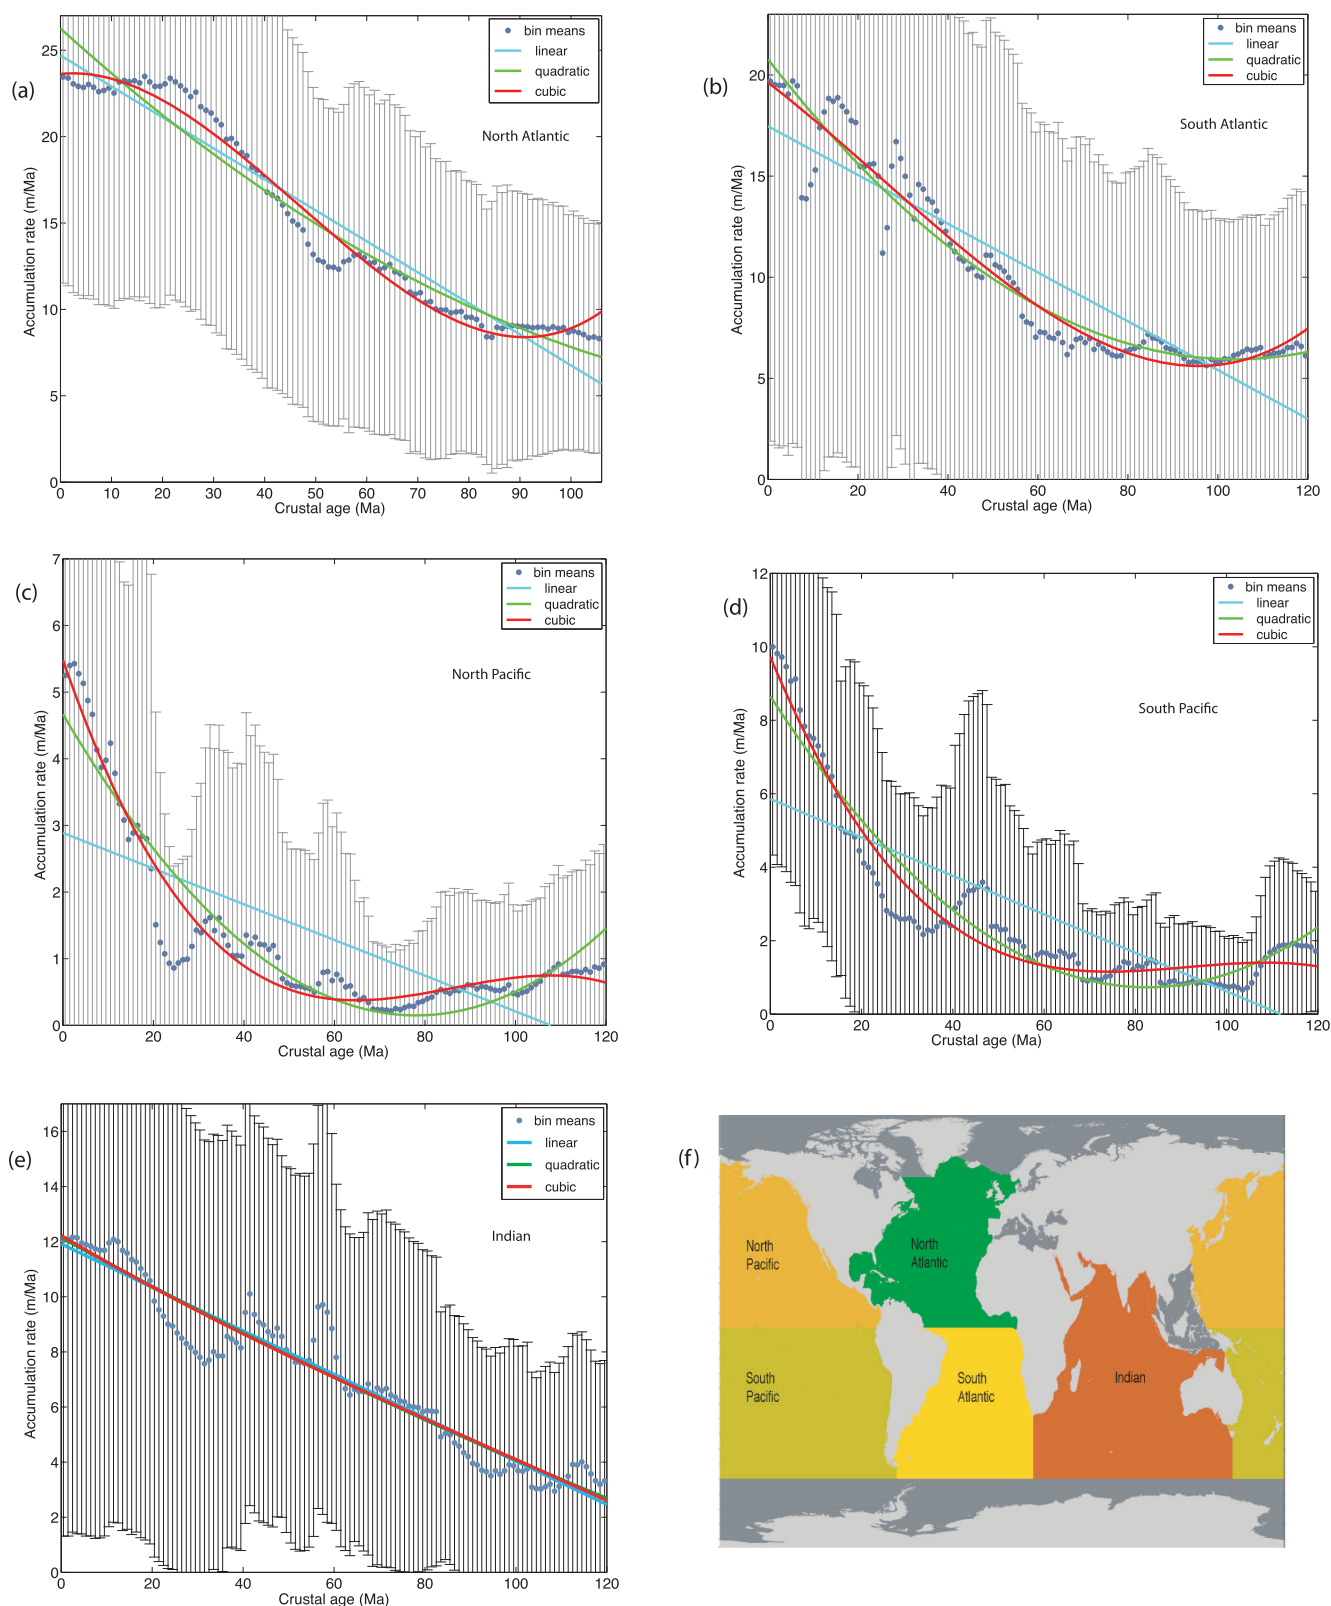 (a)
25
20
15
10
5
0
Accumulation rate (m/Ma)
bin means
linear
quadratic
cubic
North Atlantic
0 10 20 30 40 50 60 70 80 90 100
Crustal age (Ma)
(b)
20
15
10
5
0
Accumulation rate (m/Ma)
bin means
linear
quadratic
cubic
South Atlantic
0 20 40 60 80 100 120
Crustal age (Ma)
(c)
7
6
5
4
3
2
1
0
Accumulation rate (m/Ma)
bin means
linear
quadratic
cubic
North Pacific
0 20 40 60 80 100 120
Crustal age (Ma)
(d)
12
10
8
6
4
2
0
Accumulation rate (m/Ma)
bin means
linear
quadratic
cubic
South Pacific
0 20 40 60 80 100 120
Crustal age (Ma)
(e)
16
14
12
10
8
6
4
2
0
Accumulation rate (m/Ma)
bin means
linear
quadratic
cubic
Indian
0 20 40 60 80 100 120
Crustal age (Ma)
(f)
North
Pacific
North
Atlantic
South
Pacific
South
Atlantic
Indian